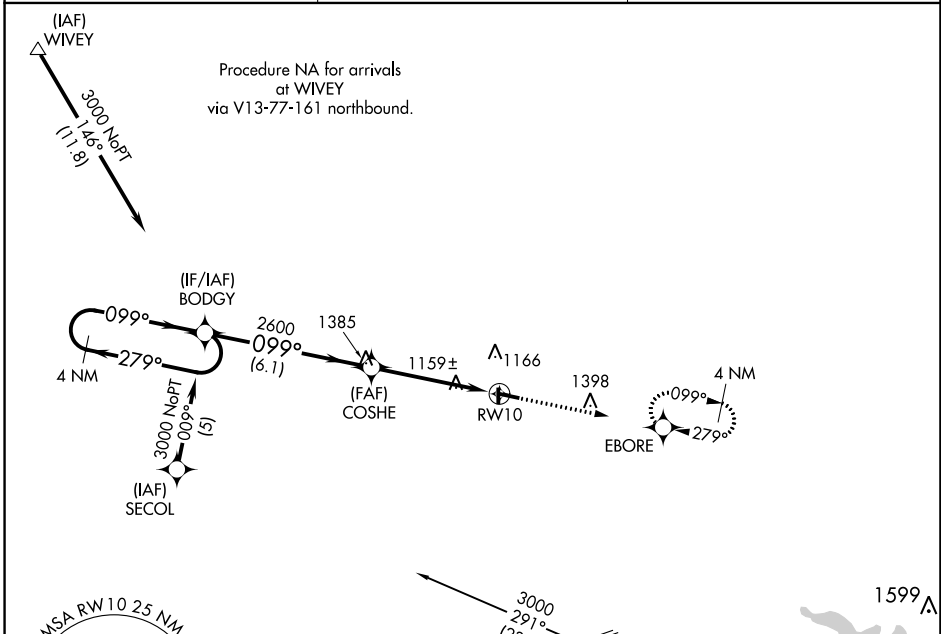 (IAF)
WIVEY
Procedure NA for arrivals
at WIVEY
via V13-77-161 northbound.
3000 NoPT
146°
(11.8)
(IF/IAF)
BODGY
099°
279°
4 NM
2600
099°
(6.1)
1385
1159±
1166
1398
(FAF)
COSHE
RW10
EBORE
099°
279°
4 NM
3000 NoPT
009°
(5)
(IAF)
SECOL
MSA RW10 25 NM
3000
291°
1599